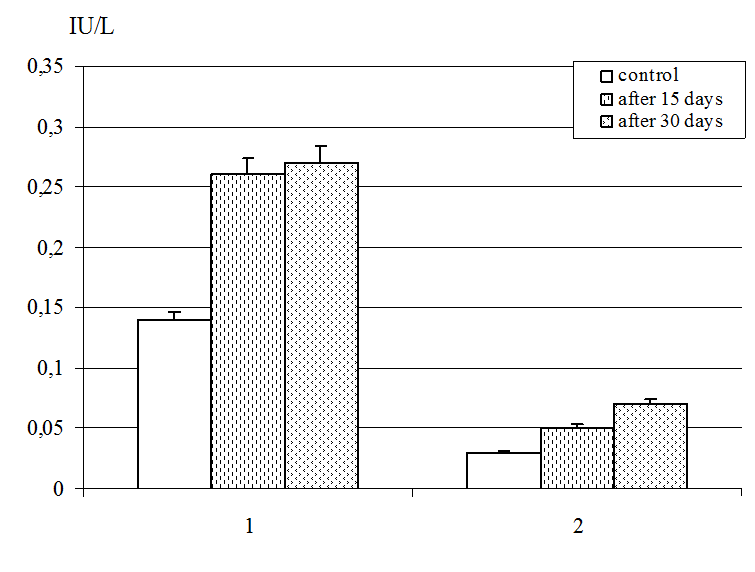 IU/L
0,35
0,3
0,25
0,2
0,15
0,1
0,05
0
control
after 15 days
after 30 days
1
2